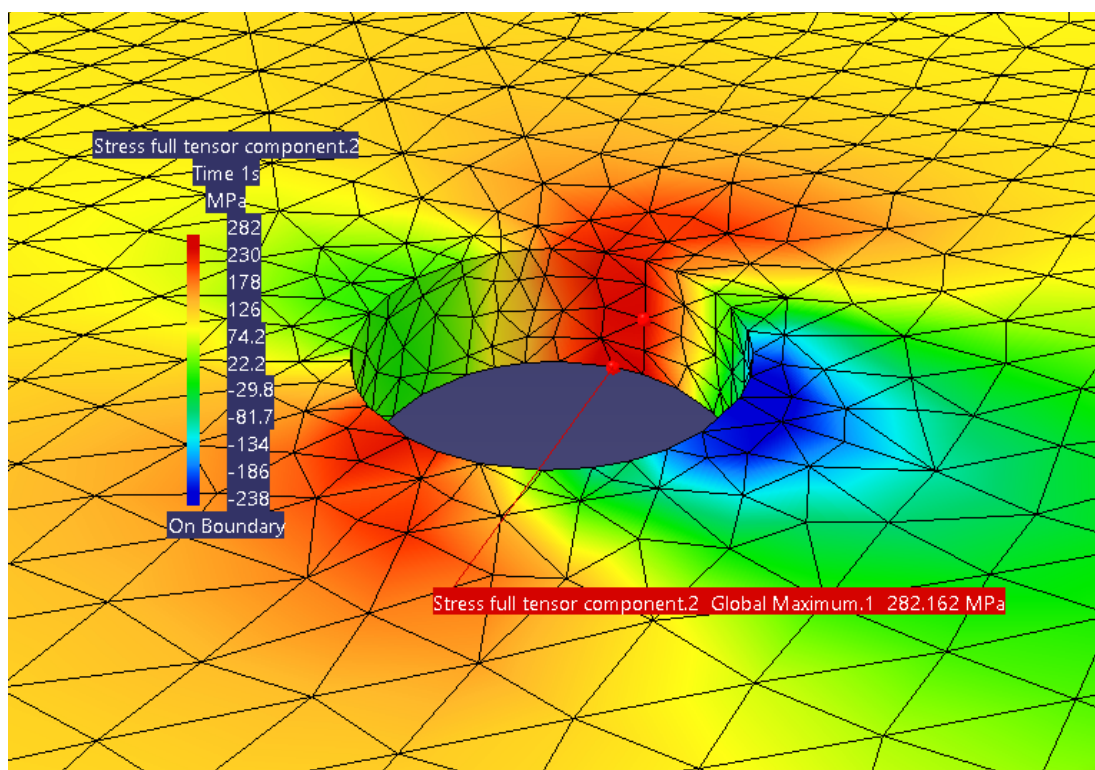 Stress full tensor component.2
Time 1s
MPa
282
230
178
126
74.2
22.2
-29.8
-81.7
-134
-186
-238
On Boundary
Stress full tensor component.2 Global Maximum.1 282.162 MPa